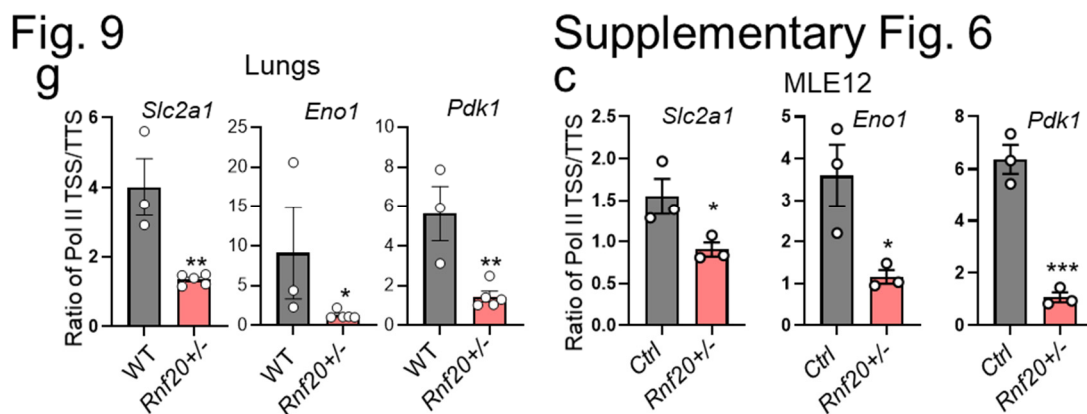 Fig. 9
g
Lungs
Ratio of Pol II TSS/TTS
Slc2a1
6
4
2
0
WT
Rnf20+/-
**
Eno1
25
20
15
10
5
0
WT
Rnf20+/-
*
Pdk1
10
8
6
4
2
0
WT
Rnf20+/-
**
Supplementary Fig. 6
c
MLE12
Ratio of Pol II TSS/TTS
Slc2a1
2.5
2.0
1.5
1.0
0.5
0.0
Ctrl
Rnf20+/-
*
Eno1
5
4
3
2
1
0
Ctrl
Rnf20+/-
*
Pdk1
8
6
4
2
0
Ctrl
Rnf20+/-
***